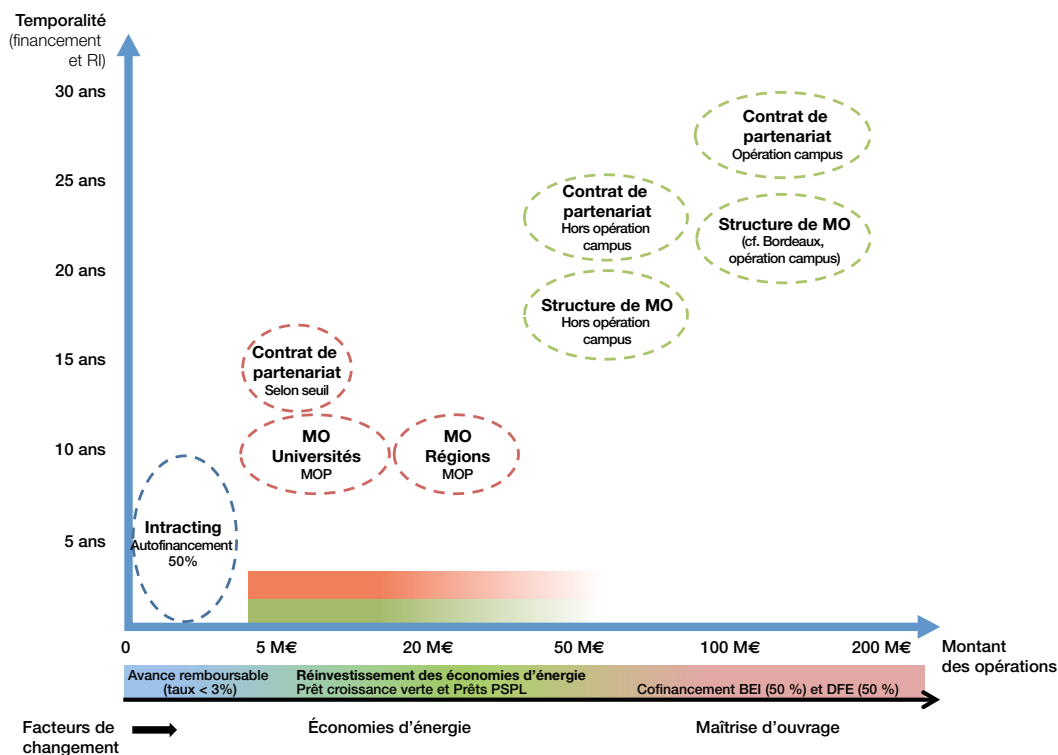 Temporalité
(financement
et RI)
30 ans
25 ans
20 ans
15 ans
10 ans
5 ans
Contrat de
partenariat
Opération campus
Contrat de
partenariat
Hors opération
campus
Structure de MO
(cf. Bordeaux,
opération campus)
Structure de MO
Hors opération
campus
Contrat de
partenariat
Selon seuil
MO
Universités
MOP
MO
Régions
MOP
Intracting
Autofinancement
50%
0
5 M€
20 M€
50 M€
100 M€
200 M€
Montant
des opérations
Avance remboursable
(taux < 3%)
Réinvestissement des économies d'énergie
Prêt croissance verte et Prêts PSPL
Cofinancement BEI (50 %) et DFE (50 %)
Facteurs de
changement
Économies d'énergie
Maîtrise d'ouvrage